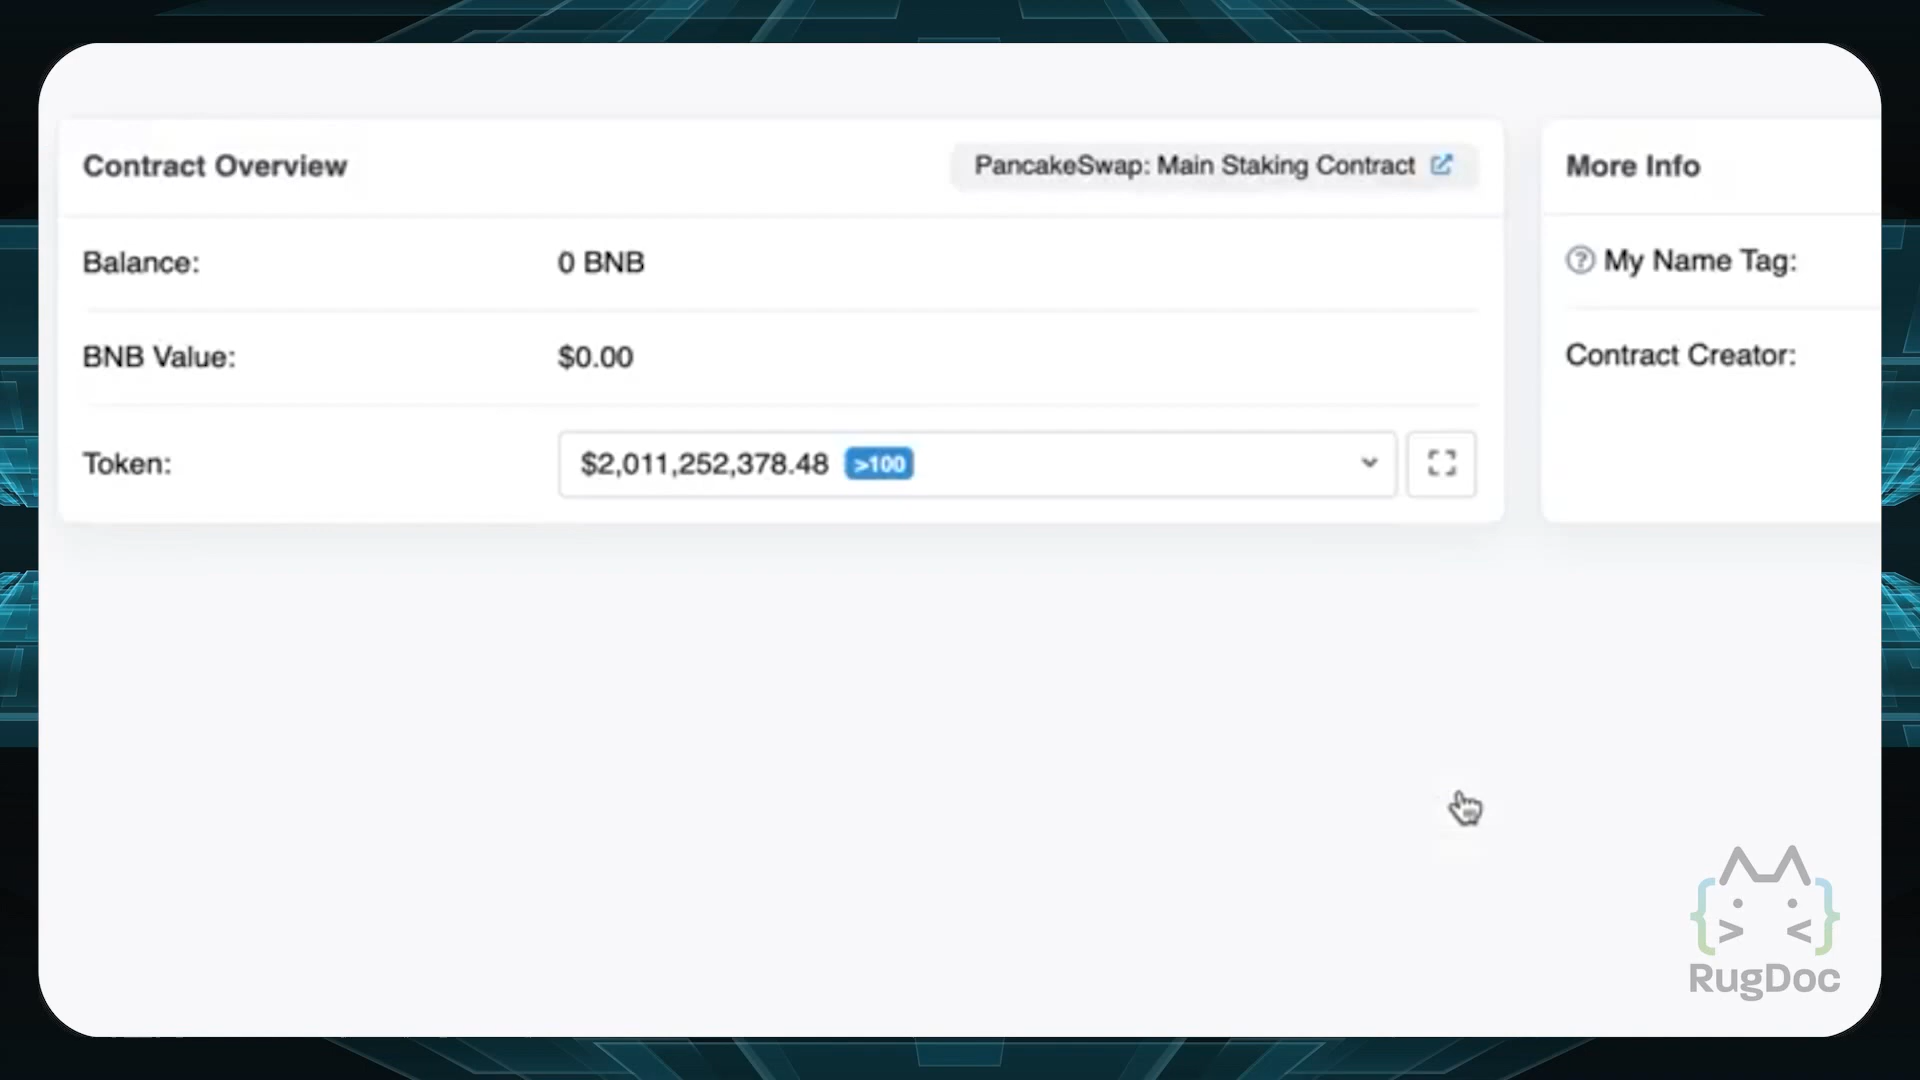 Contract Overview
PancakeSwap: Main Staking Contract
Balance:
0 BNB
BNB Value:
$0.00
Token:
$2,011,252,378.48 >100
More Info
My Name Tag:
Contract Creator:
RugDoc